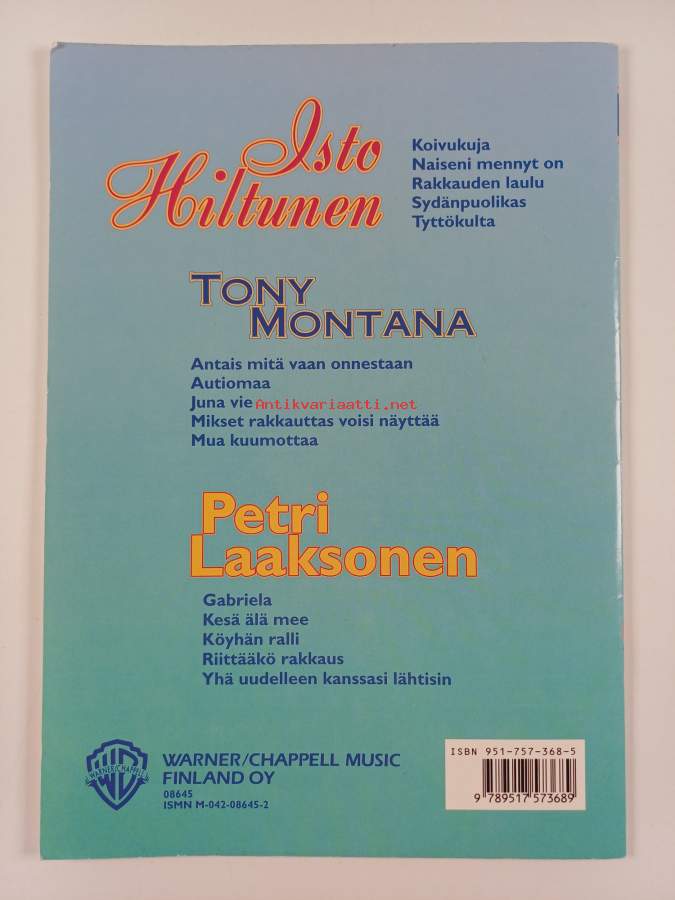 Isto
Hiltunen
Koivukuja
Naiseni mennyt on
Rakkauden laulu
Sydänpuolikas
Tyttökulta
TONY
MONTANA
Antais mitä vaan onnestaan
Autiomaa
Juna vie
Antikvariaatti.net
Mikset rakkauttas voisi näyttää
Mua kuumottaa
Petri
Laaksonen
Gabriela
Kesä älä mee
Köyhän ralli
Riittääkö rakkaus
Yhä uudelleen kanssasi lähtisin
WARNER/CHAPPELL
WARNER/CHAPPELL MUSIC
FINLAND OY
08645
ISMN M-042-08645-2
ISBN 951-757-368-5
9 789517 573689